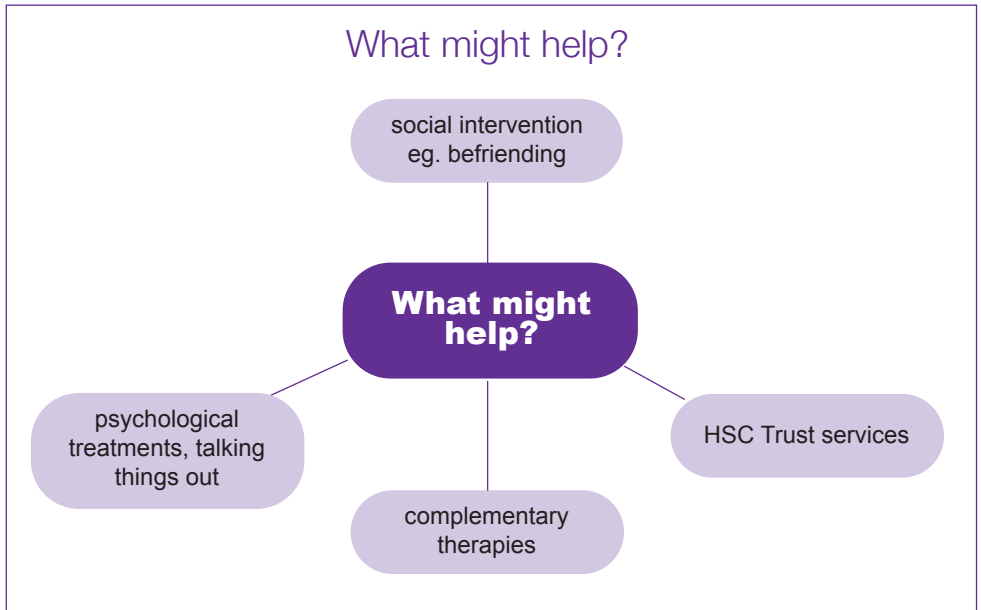 What might help?
social intervention
eg. befriending
What might
help?
psychological
treatments, talking
things out
HSC Trust services
complementary
therapies